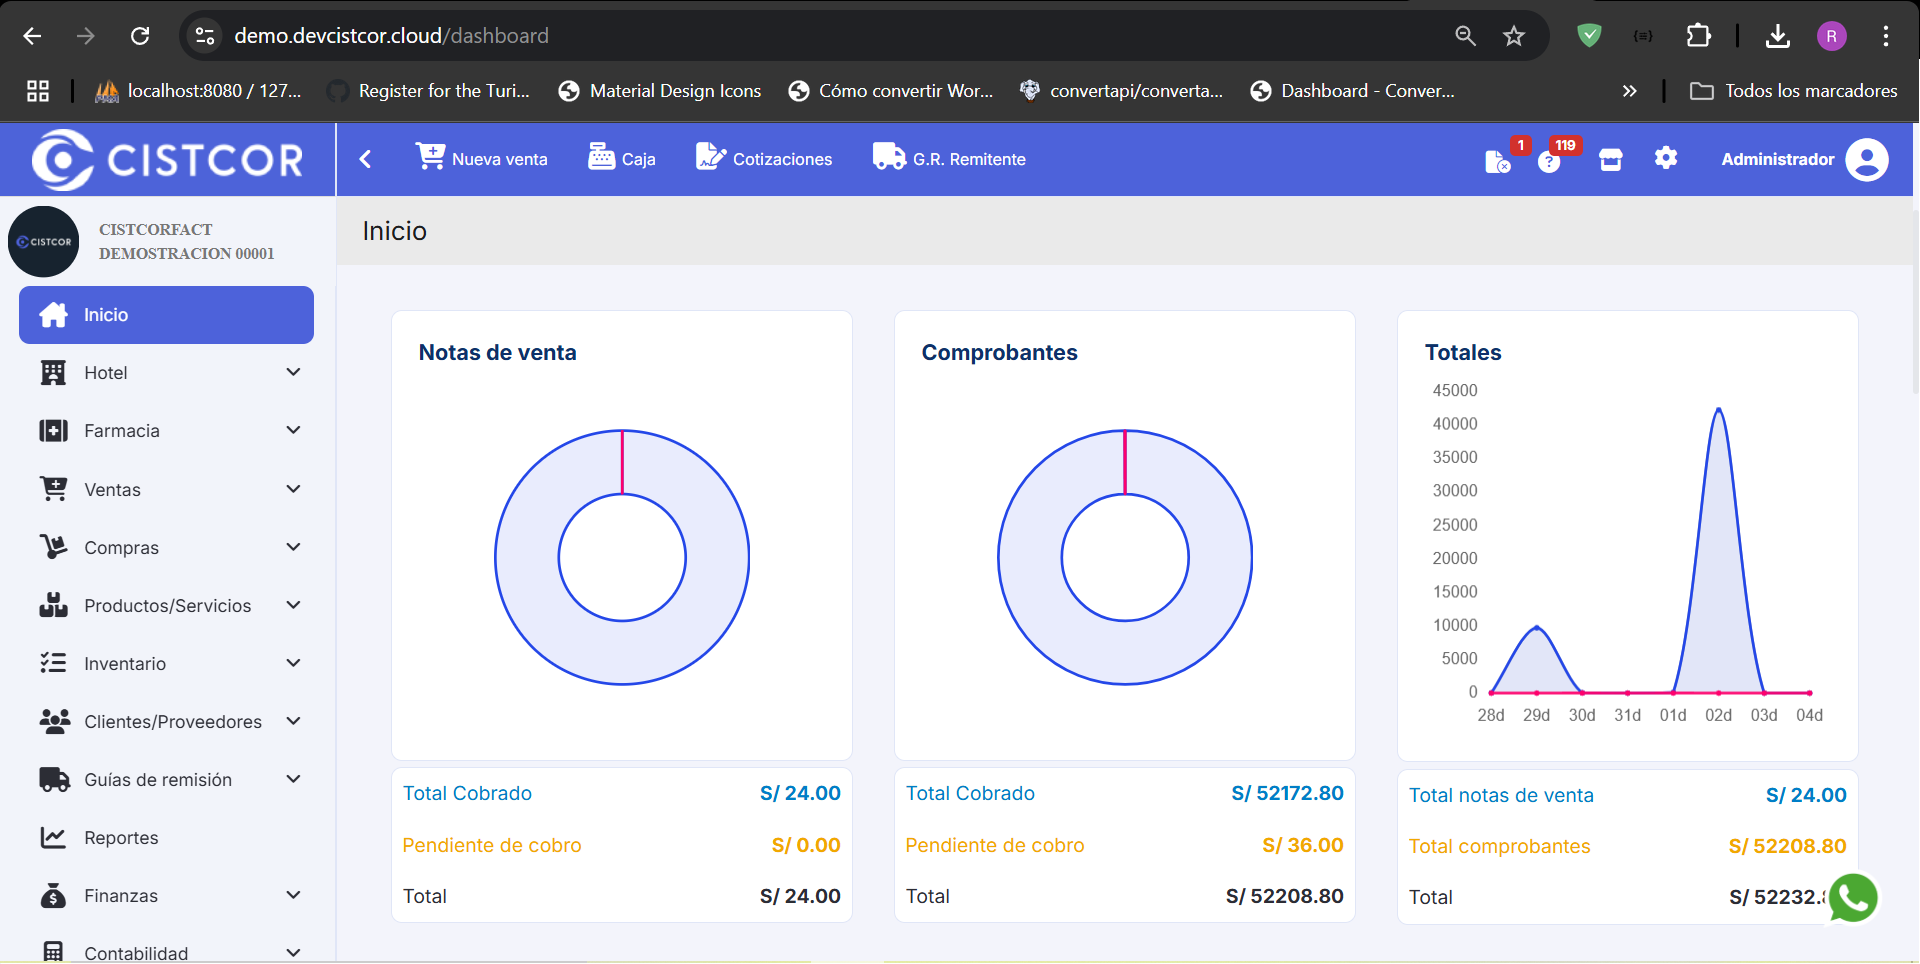 demo.devcistcor.cloud/dashboard
R
localhost:8080 / 127...
Register for the Turi...
Material Design Icons
Cómo convertir Wor...
convertapi/converta...
Dashboard - Conver...
Todos los marcadores
CISTCOR
Nueva venta
Caja
Cotizaciones
G.R. Remitente
1
119
Administrador
CISTCOR
CISTCORFACT
DEMOSTRACION 00001
Inicio
Hotel
Farmacia
Ventas
Compras
Productos/Servicios
Inventario
Clientes/Proveedores
Guías de remisión
Reportes
Finanzas
Contabilidad
Inicio
Notas de venta
Total Cobrado S/ 24.00
Pendiente de cobro S/ 0.00
Total S/ 24.00
Comprobantes
Total Cobrado S/ 52172.80
Pendiente de cobro S/ 36.00
Total S/ 52208.80
Totales
45000
40000
35000
30000
25000
20000
15000
10000
5000
0
28d 29d 30d 31d 01d 02d 03d 04d
Total notas de venta S/ 24.00
Total comprobantes S/ 52208.80
Total S/ 52232.